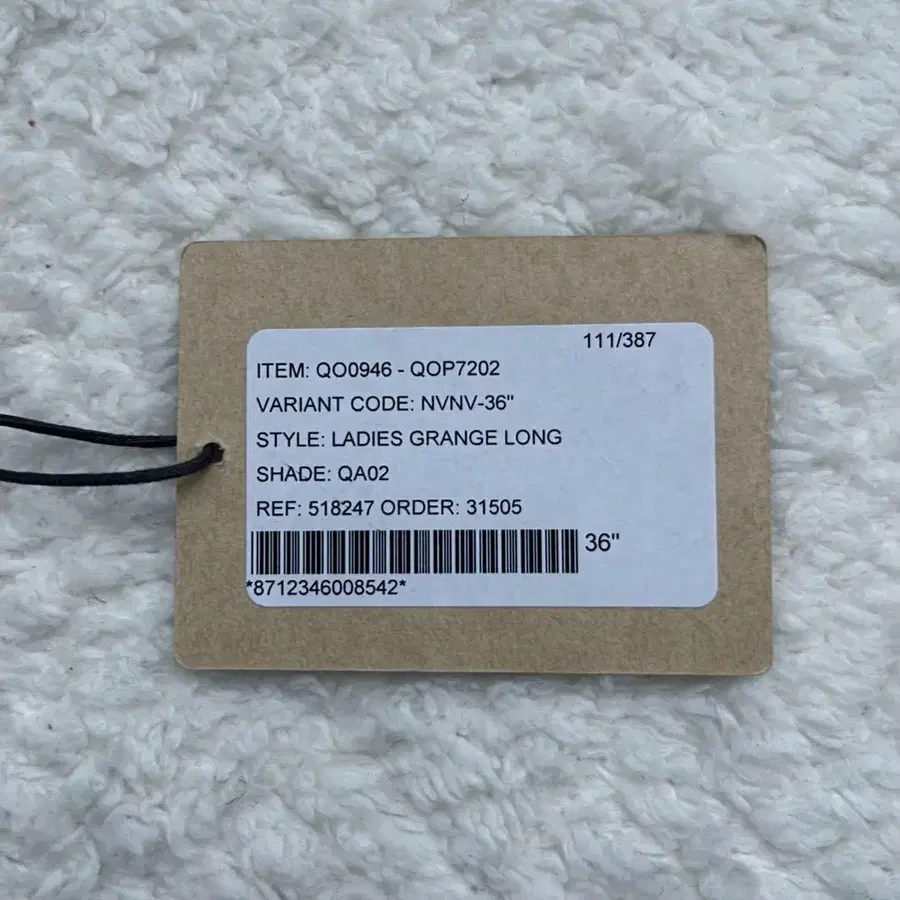 111/387
ITEM: QO0946 - QOP7202
VARIANT CODE: NVNV-36"
STYLE: LADIES GRANGE LONG
SHADE: QA02
REF: 518247 ORDER: 31505
36"
*8712346008542*